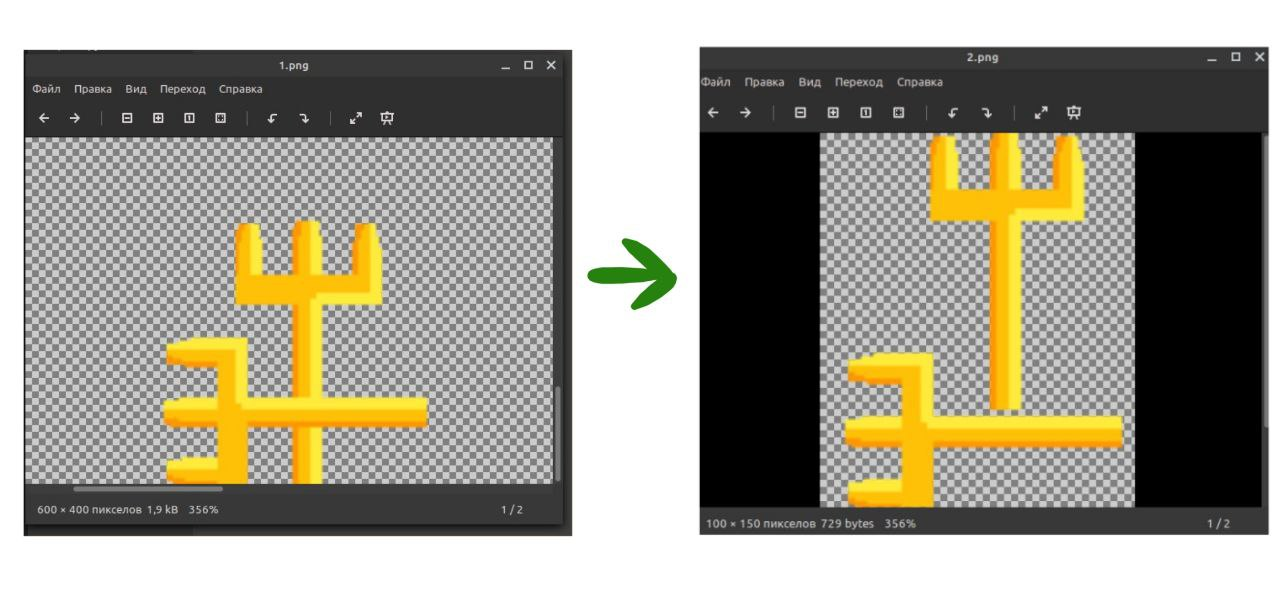 1.png
Файл Правка Вид Переход Справка
600 × 400 пикселов 1,9 kB 356%
1 / 2
2.png
Файл Правка Вид Переход Справка
100 × 150 пикселов 729 bytes 356%
1 / 2